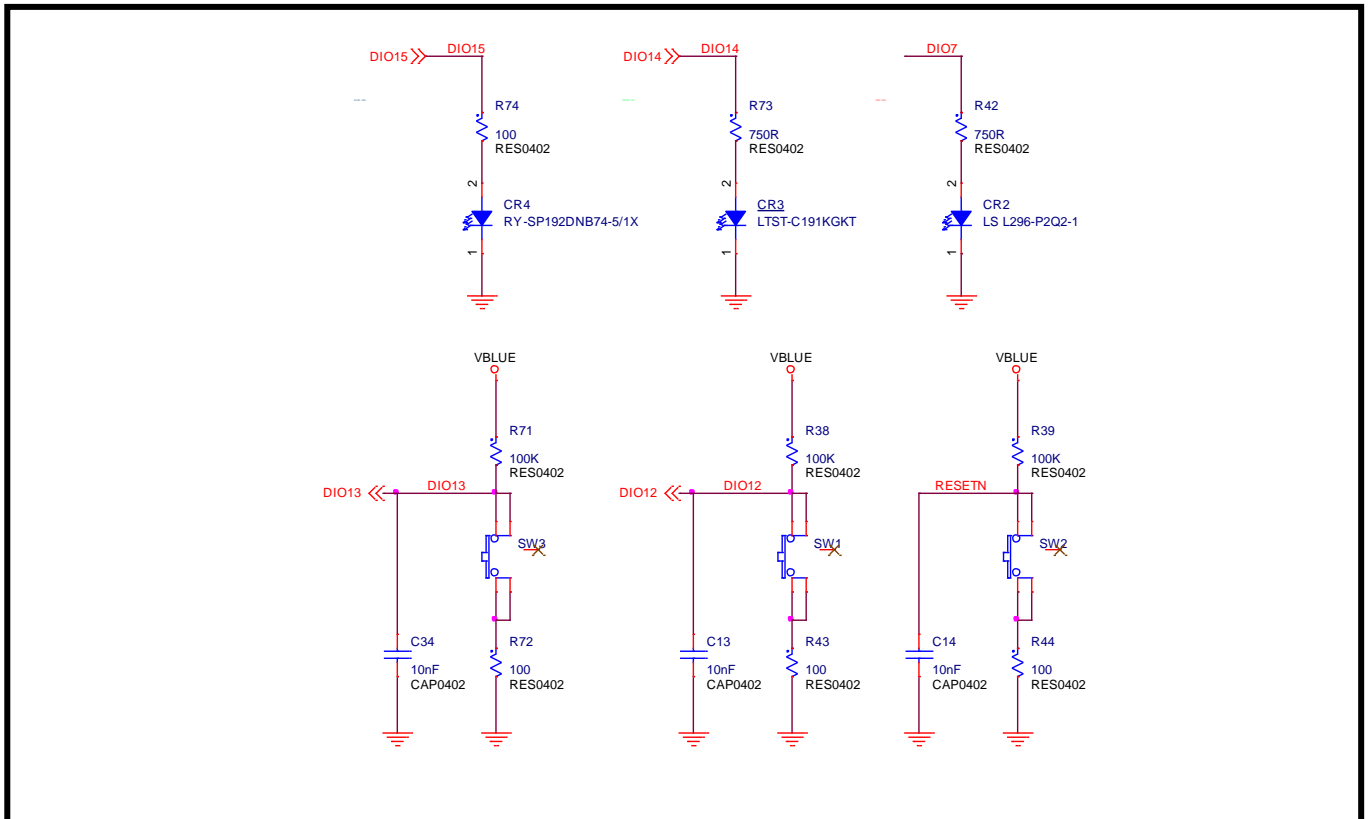 DIO15 DIO15 DIO14 DIO14 DIO7
R74 R73 R42
100 750R 750R
RES0402 RES0402 RES0402
2 2 2
CR4 CR3 CR2
RY-SP192DNB74-5/1X LTST-C191KGKT LS L296-P2Q2-1
1 1 1
VBLUE VBLUE VBLUE
R71 R38 R39
100K 100K 100K
RES0402 RES0402 RES0402
DIO13 DIO13 DIO12 DIO12 RESETN
SW3 SW1 SW2
C34 R72 C13 R43 C14 R44
10nF 100 10nF 100 10nF 100
CAP0402 RES0402 CAP0402 RES0402 CAP0402 RES0402